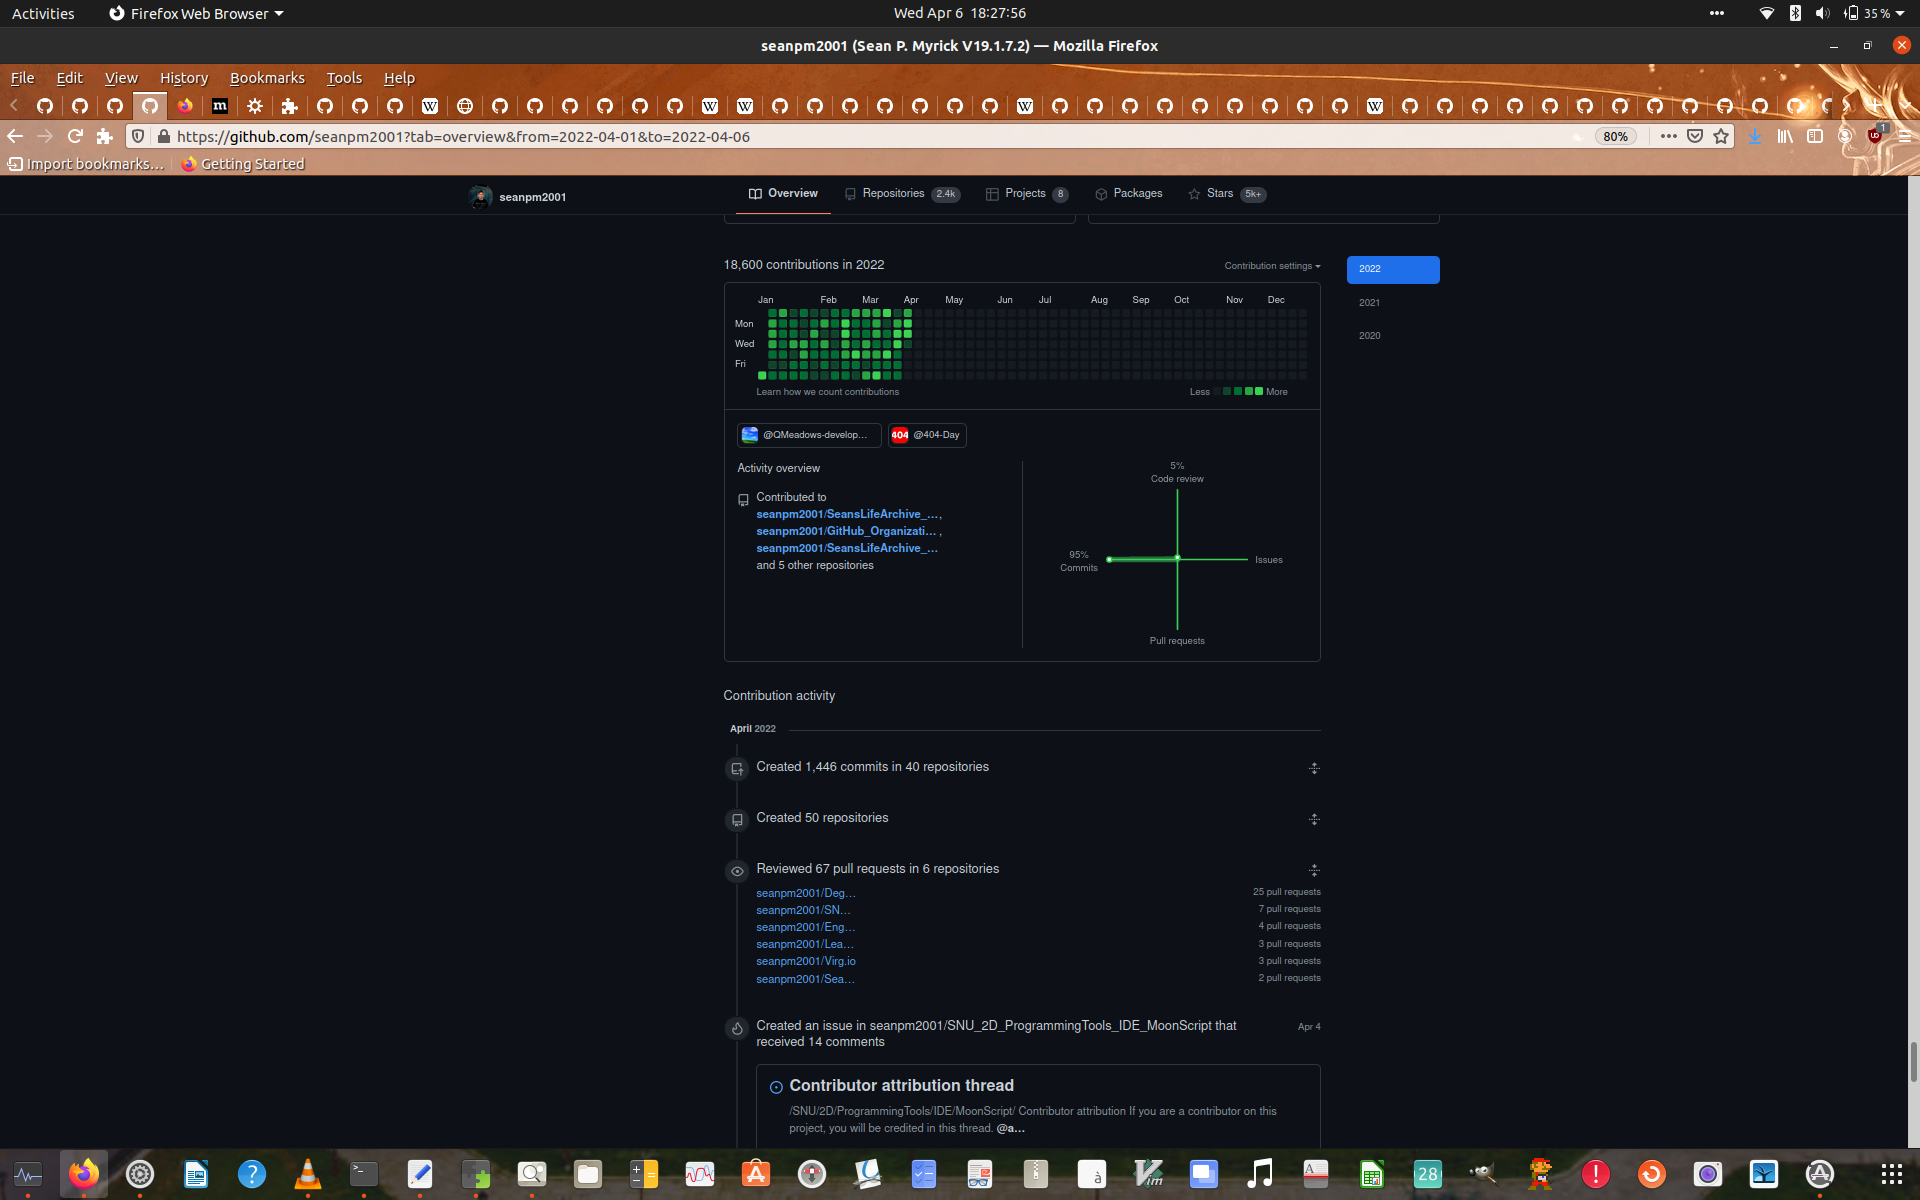 Activities Firefox Web Browser Wed Apr 6 18:27:56 35 %
seanpm2001 (Sean P. Myrick V19.1.7.2) — Mozilla Firefox
File Edit View History Bookmarks Tools Help
https://github.com/seanpm2001?tab=overview&from=2022-04-01&to=2022-04-06 80% 1
Import bookmarks... Getting Started
seanpm2001 Overview Repositories 2.4k Projects 8 Packages Stars 5k+
18,600 contributions in 2022 Contribution settings 2022
2021
2020
Jan Feb Mar Apr May Jun Jul Aug Sep Oct Nov Dec
Mon
Wed
Fri
Learn how we count contributions Less More
@QMeadows-develop... 404 @404-Day
Activity overview
Contributed to
seanpm2001/SeansLifeArchive_... ,
seanpm2001/GitHub_Organizati... ,
seanpm2001/SeansLifeArchive_...
and 5 other repositories
5%
Code review
95%
Commits
Issues
Pull requests
Contribution activity
April 2022
Created 1,446 commits in 40 repositories
Created 50 repositories
Reviewed 67 pull requests in 6 repositories
seanpm2001/Deg... 25 pull requests
seanpm2001/SN... 7 pull requests
seanpm2001/Eng... 4 pull requests
seanpm2001/Lea... 3 pull requests
seanpm2001/Virg.io 3 pull requests
seanpm2001/Sea... 2 pull requests
Created an issue in seanpm2001/SNU_2D_ProgrammingTools_IDE_MoonScript that Apr 4
received 14 comments
Contributor attribution thread
/SNU/2D/ProgrammingTools/IDE/MoonScript/ Contributor attribution If you are a contributor on this
project, you will be credited in this thread. @a...
28